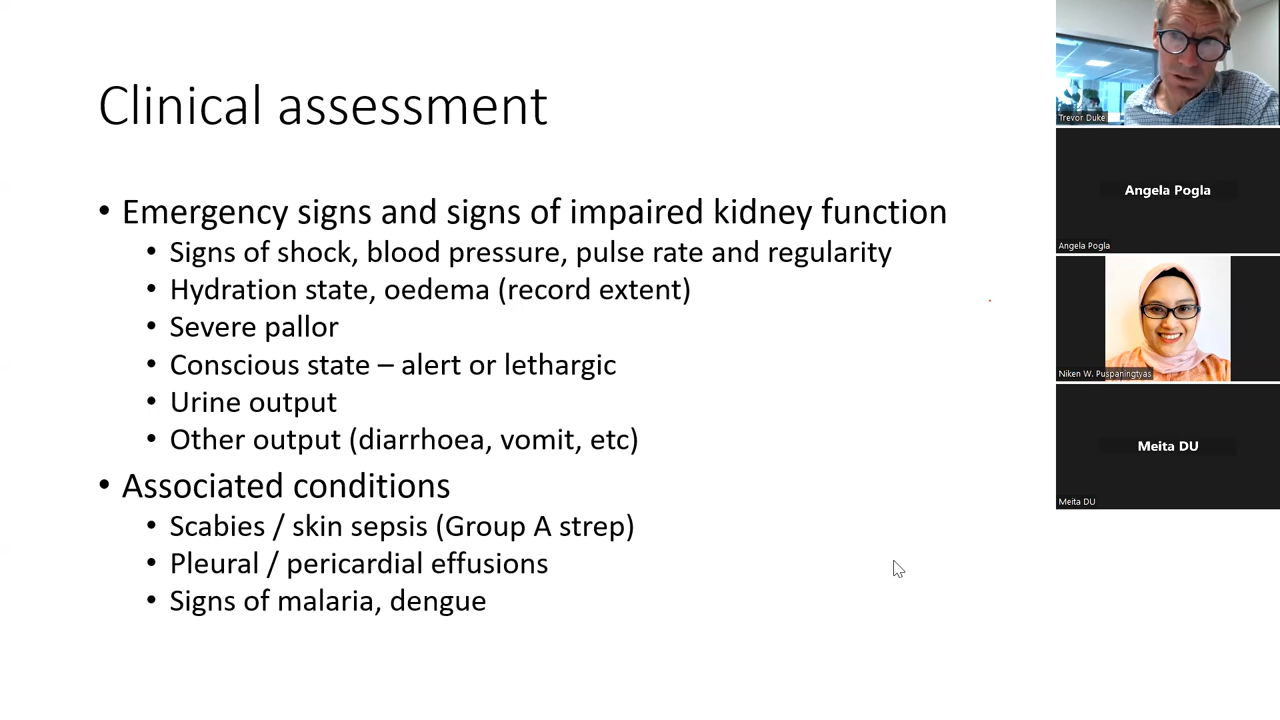 Clinical assessment
• Emergency signs and signs of impaired kidney function
• Signs of shock, blood pressure, pulse rate and regularity
• Hydration state, oedema (record extent)
• Severe pallor
• Conscious state – alert or lethargic
• Urine output
• Other output (diarrhoea, vomit, etc)
• Associated conditions
• Scabies / skin sepsis (Group A strep)
• Pleural / pericardial effusions
• Signs of malaria, dengue
Trevor Duke
Angela Pogla
Angela Pogla
Niken W. Puspaningtyas
Meita DU
Meita DU